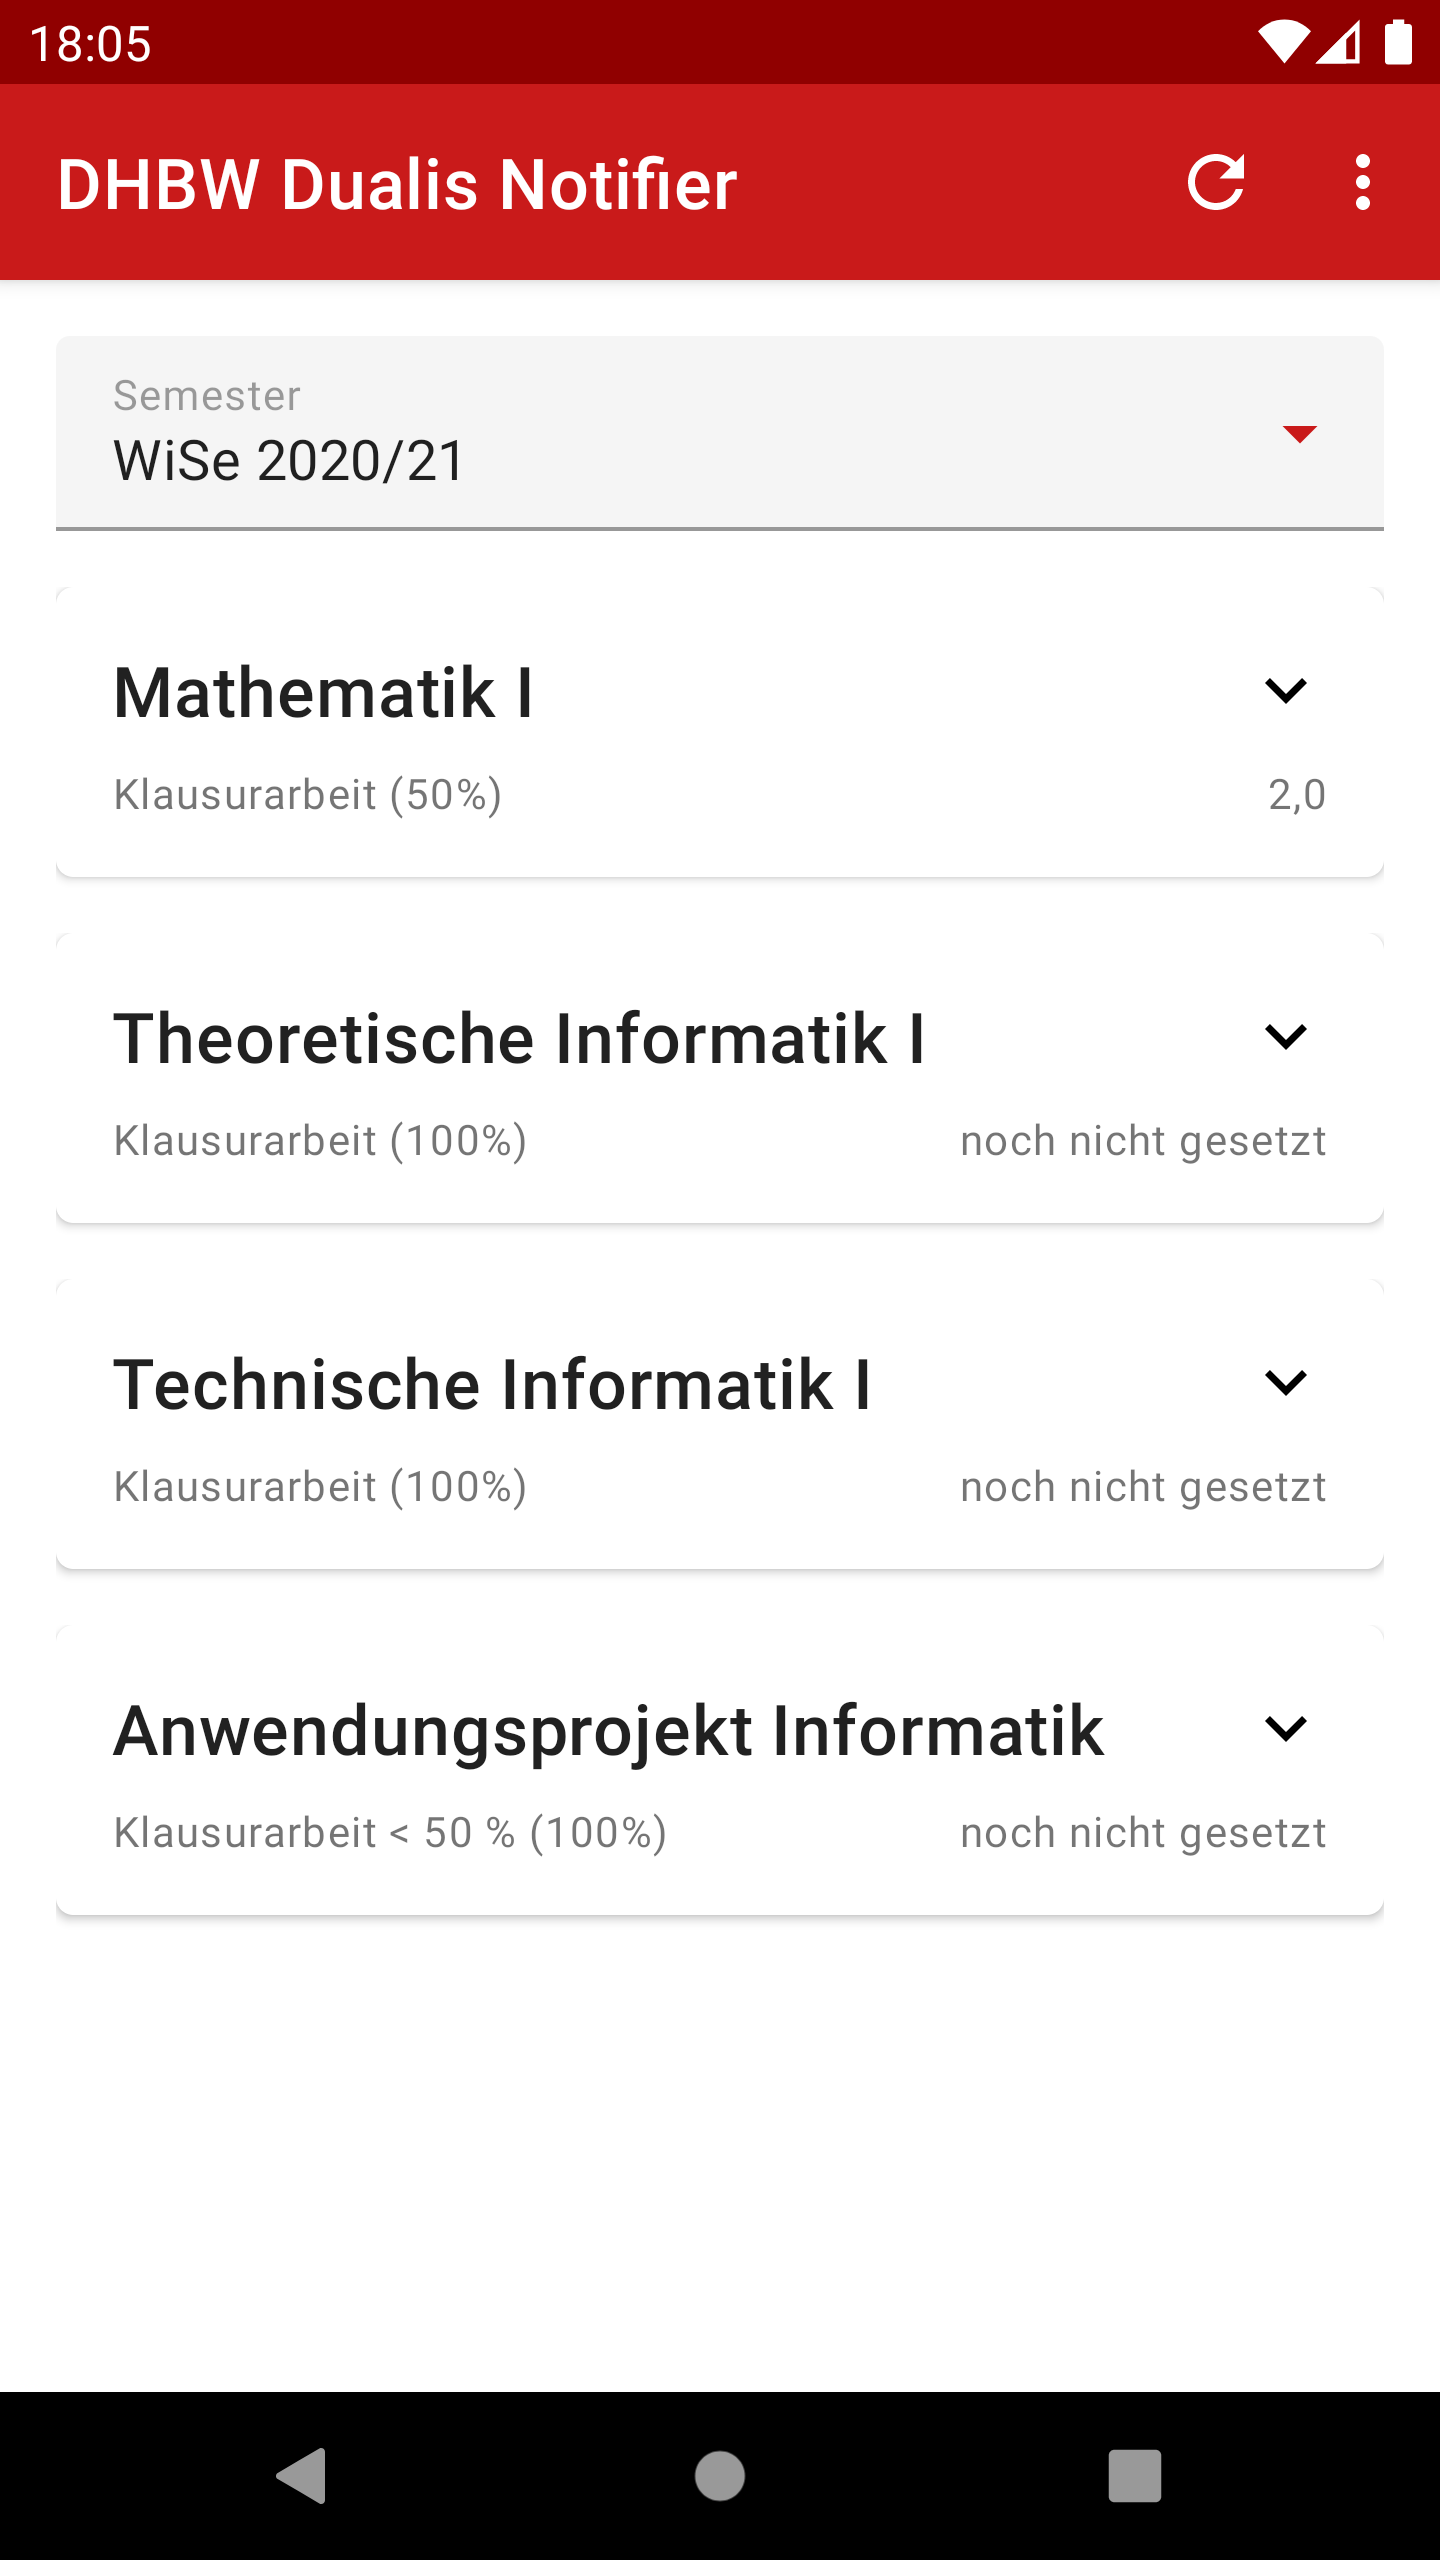 18:05
DHBW Dualis Notifier
Semester
WiSe 2020/21
Mathematik I
Klausurarbeit (50%) 2,0
Theoretische Informatik I
Klausurarbeit (100%) noch nicht gesetzt
Technische Informatik I
Klausurarbeit (100%) noch nicht gesetzt
Anwendungsprojekt Informatik
Klausurarbeit < 50 % (100%) noch nicht gesetzt